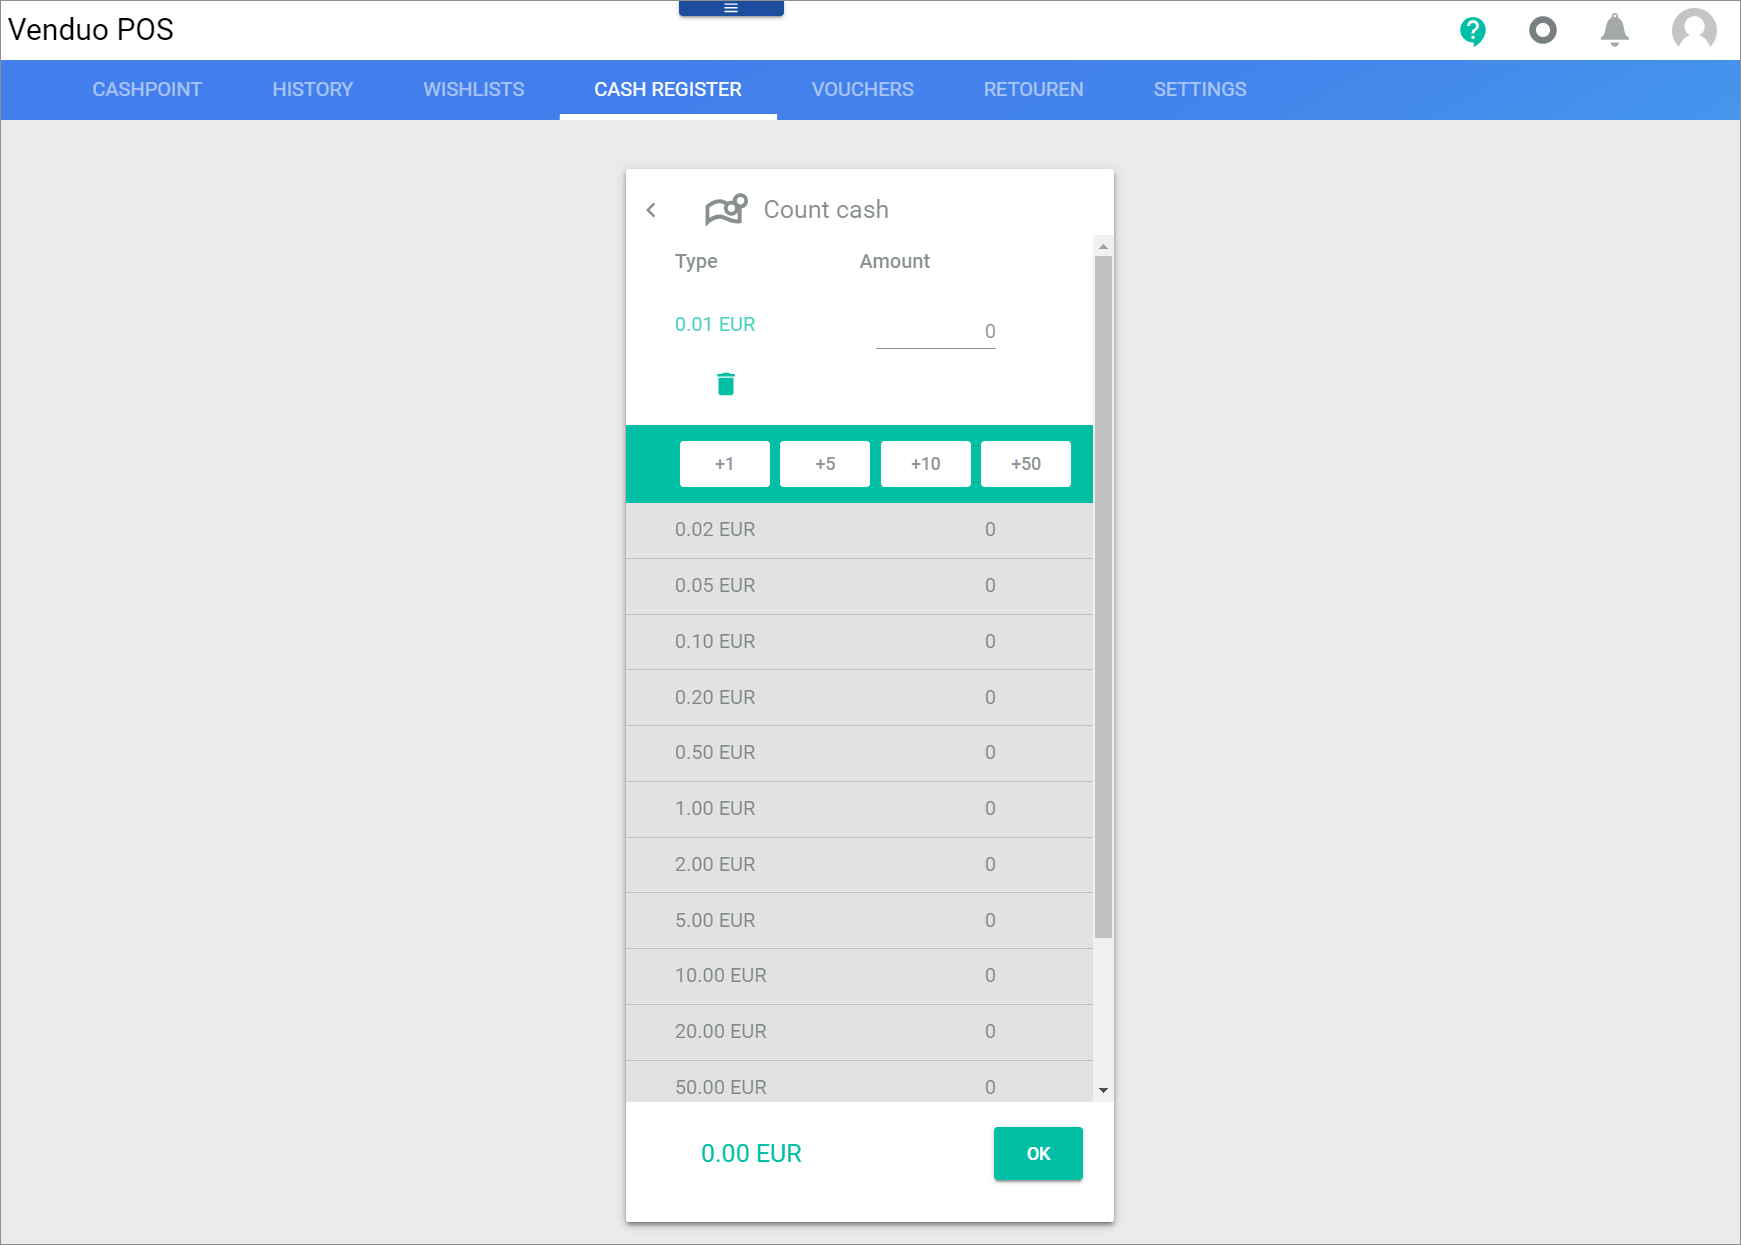 Venduo POS
CASHPOINT HISTORY WISHLISTS CASH REGISTER VOUCHERS RETOUREN SETTINGS
Count cash
Type Amount
0.01 EUR 0
+1 +5 +10 +50
0.02 EUR 0
0.05 EUR 0
0.10 EUR 0
0.20 EUR 0
0.50 EUR 0
1.00 EUR 0
2.00 EUR 0
5.00 EUR 0
10.00 EUR 0
20.00 EUR 0
50.00 EUR 0
0.00 EUR OK